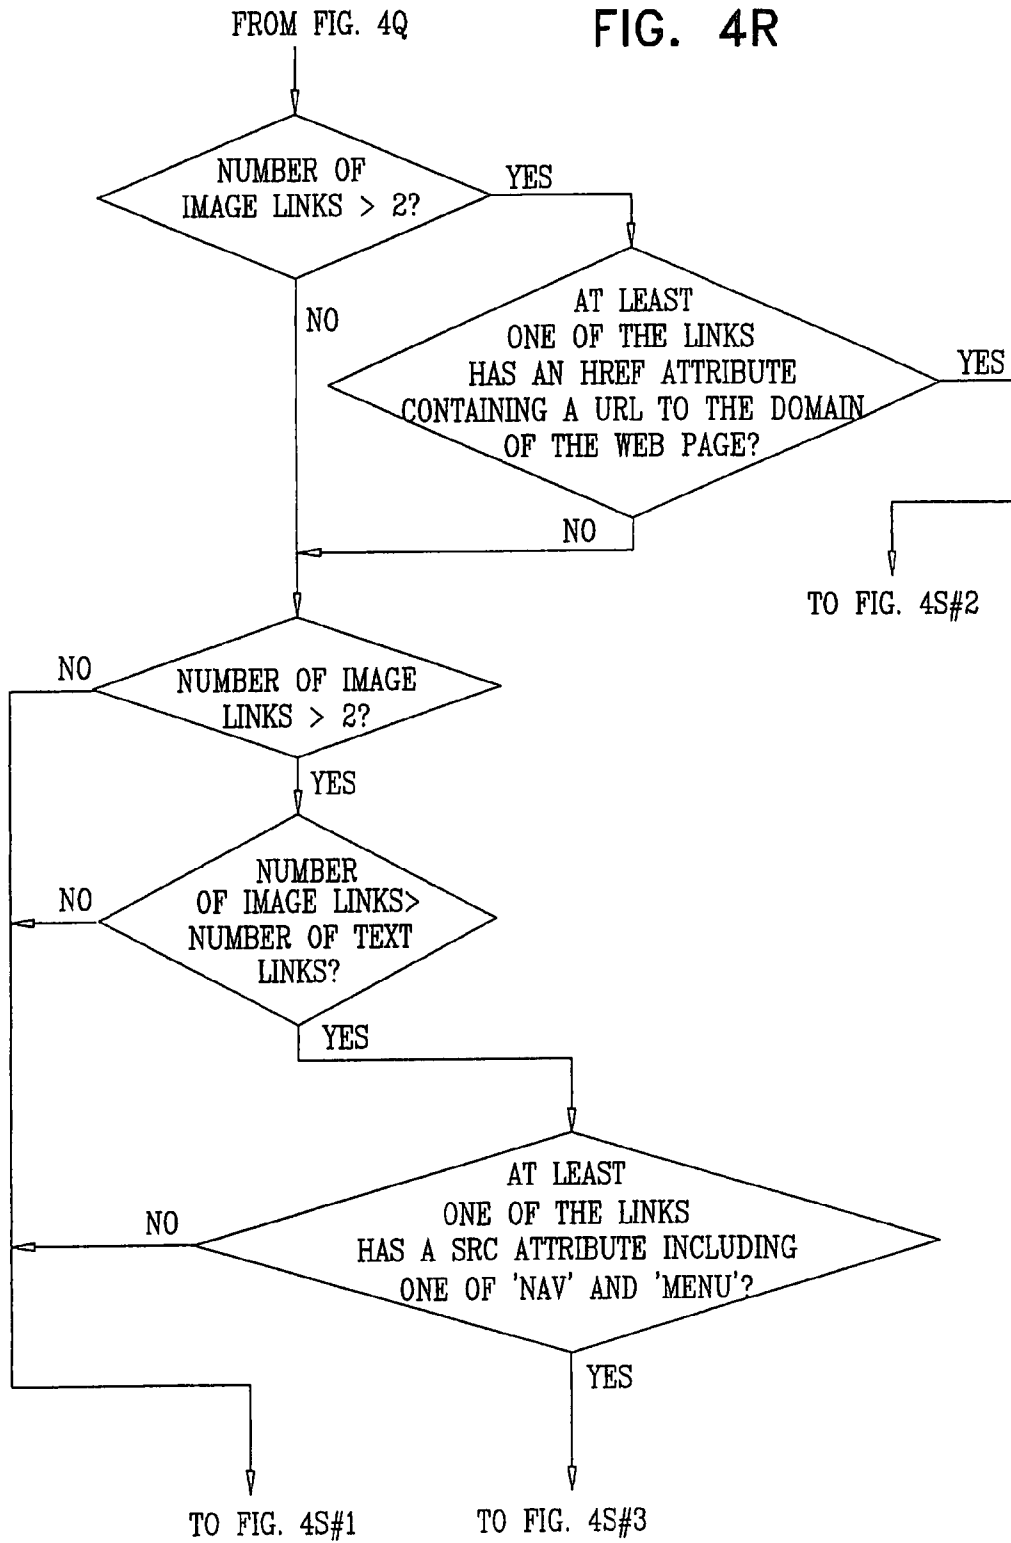 FROM FIG. 4Q
FIG. 4R
NUMBER OF
IMAGE LINKS > 2?
YES
NO
AT LEAST
ONE OF THE LINKS
HAS AN HREF ATTRIBUTE
CONTAINING A URL TO THE DOMAIN
OF THE WEB PAGE?
YES
NO
TO FIG. 4S#2
NO
NUMBER OF IMAGE
LINKS > 2?
YES
NO
NUMBER
OF IMAGE LINKS>
NUMBER OF TEXT
LINKS?
YES
NO
AT LEAST
ONE OF THE LINKS
HAS A SRC ATTRIBUTE INCLUDING
ONE OF 'NAV' AND 'MENU'?
YES
TO FIG. 4S#1
TO FIG. 4S#3